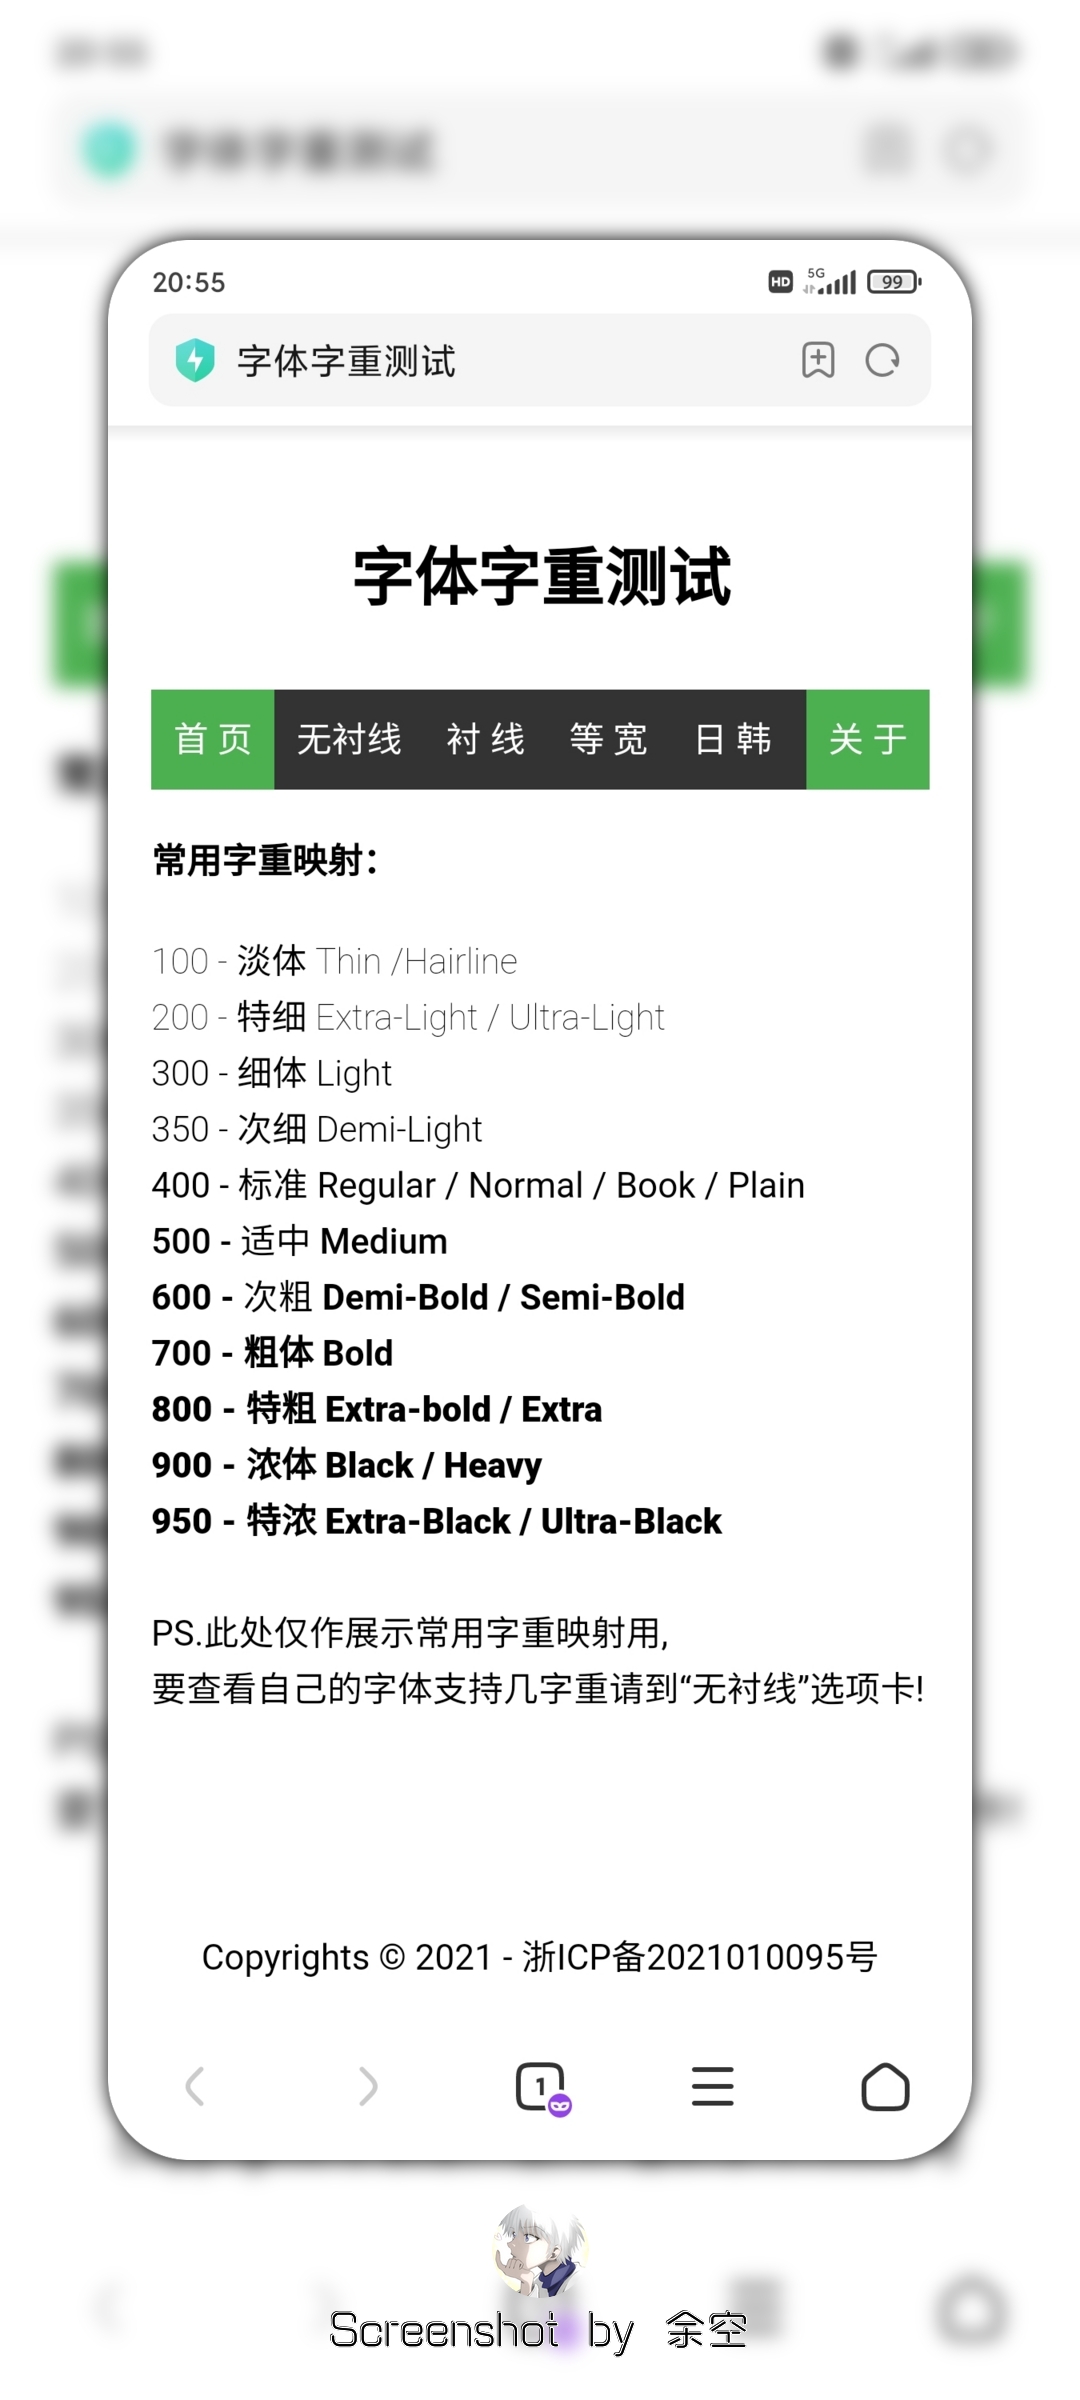 20:55
HD 5G 99
字体字重测试
字体字重测试
首 页 无衬线 衬 线 等 宽 日 韩 关 于
常用字重映射：
100 - 淡体 Thin /Hairline
200 - 特细 Extra-Light / Ultra-Light
300 - 细体 Light
350 - 次细 Demi-Light
400 - 标准 Regular / Normal / Book / Plain
500 - 适中 Medium
600 - 次粗 Demi-Bold / Semi-Bold
700 - 粗体 Bold
800 - 特粗 Extra-bold / Extra
900 - 浓体 Black / Heavy
950 - 特浓 Extra-Black / Ultra-Black
PS.此处仅作展示常用字重映射用,
要查看自己的字体支持几字重请到“无衬线”选项卡!
Copyrights © 2021 - 浙ICP备2021010095号
1
Screenshot by 余空